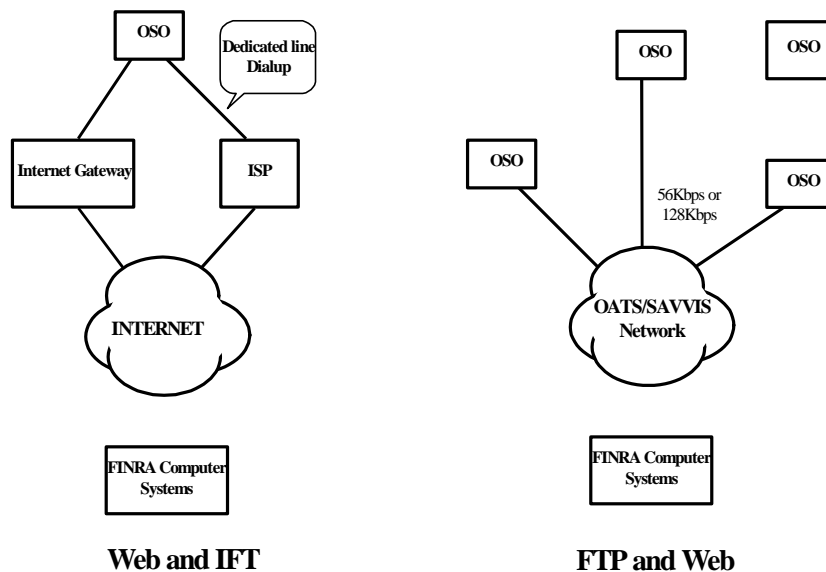 OSO
Dedicated line
Dialup
Internet Gateway
ISP
INTERNET
FINRA Computer
Systems
Web and IFT
OSO
OSO
OSO
OSO
56Kbps or
128Kbps
OATS/SAVVIS
Network
FINRA Computer
Systems
FTP and Web